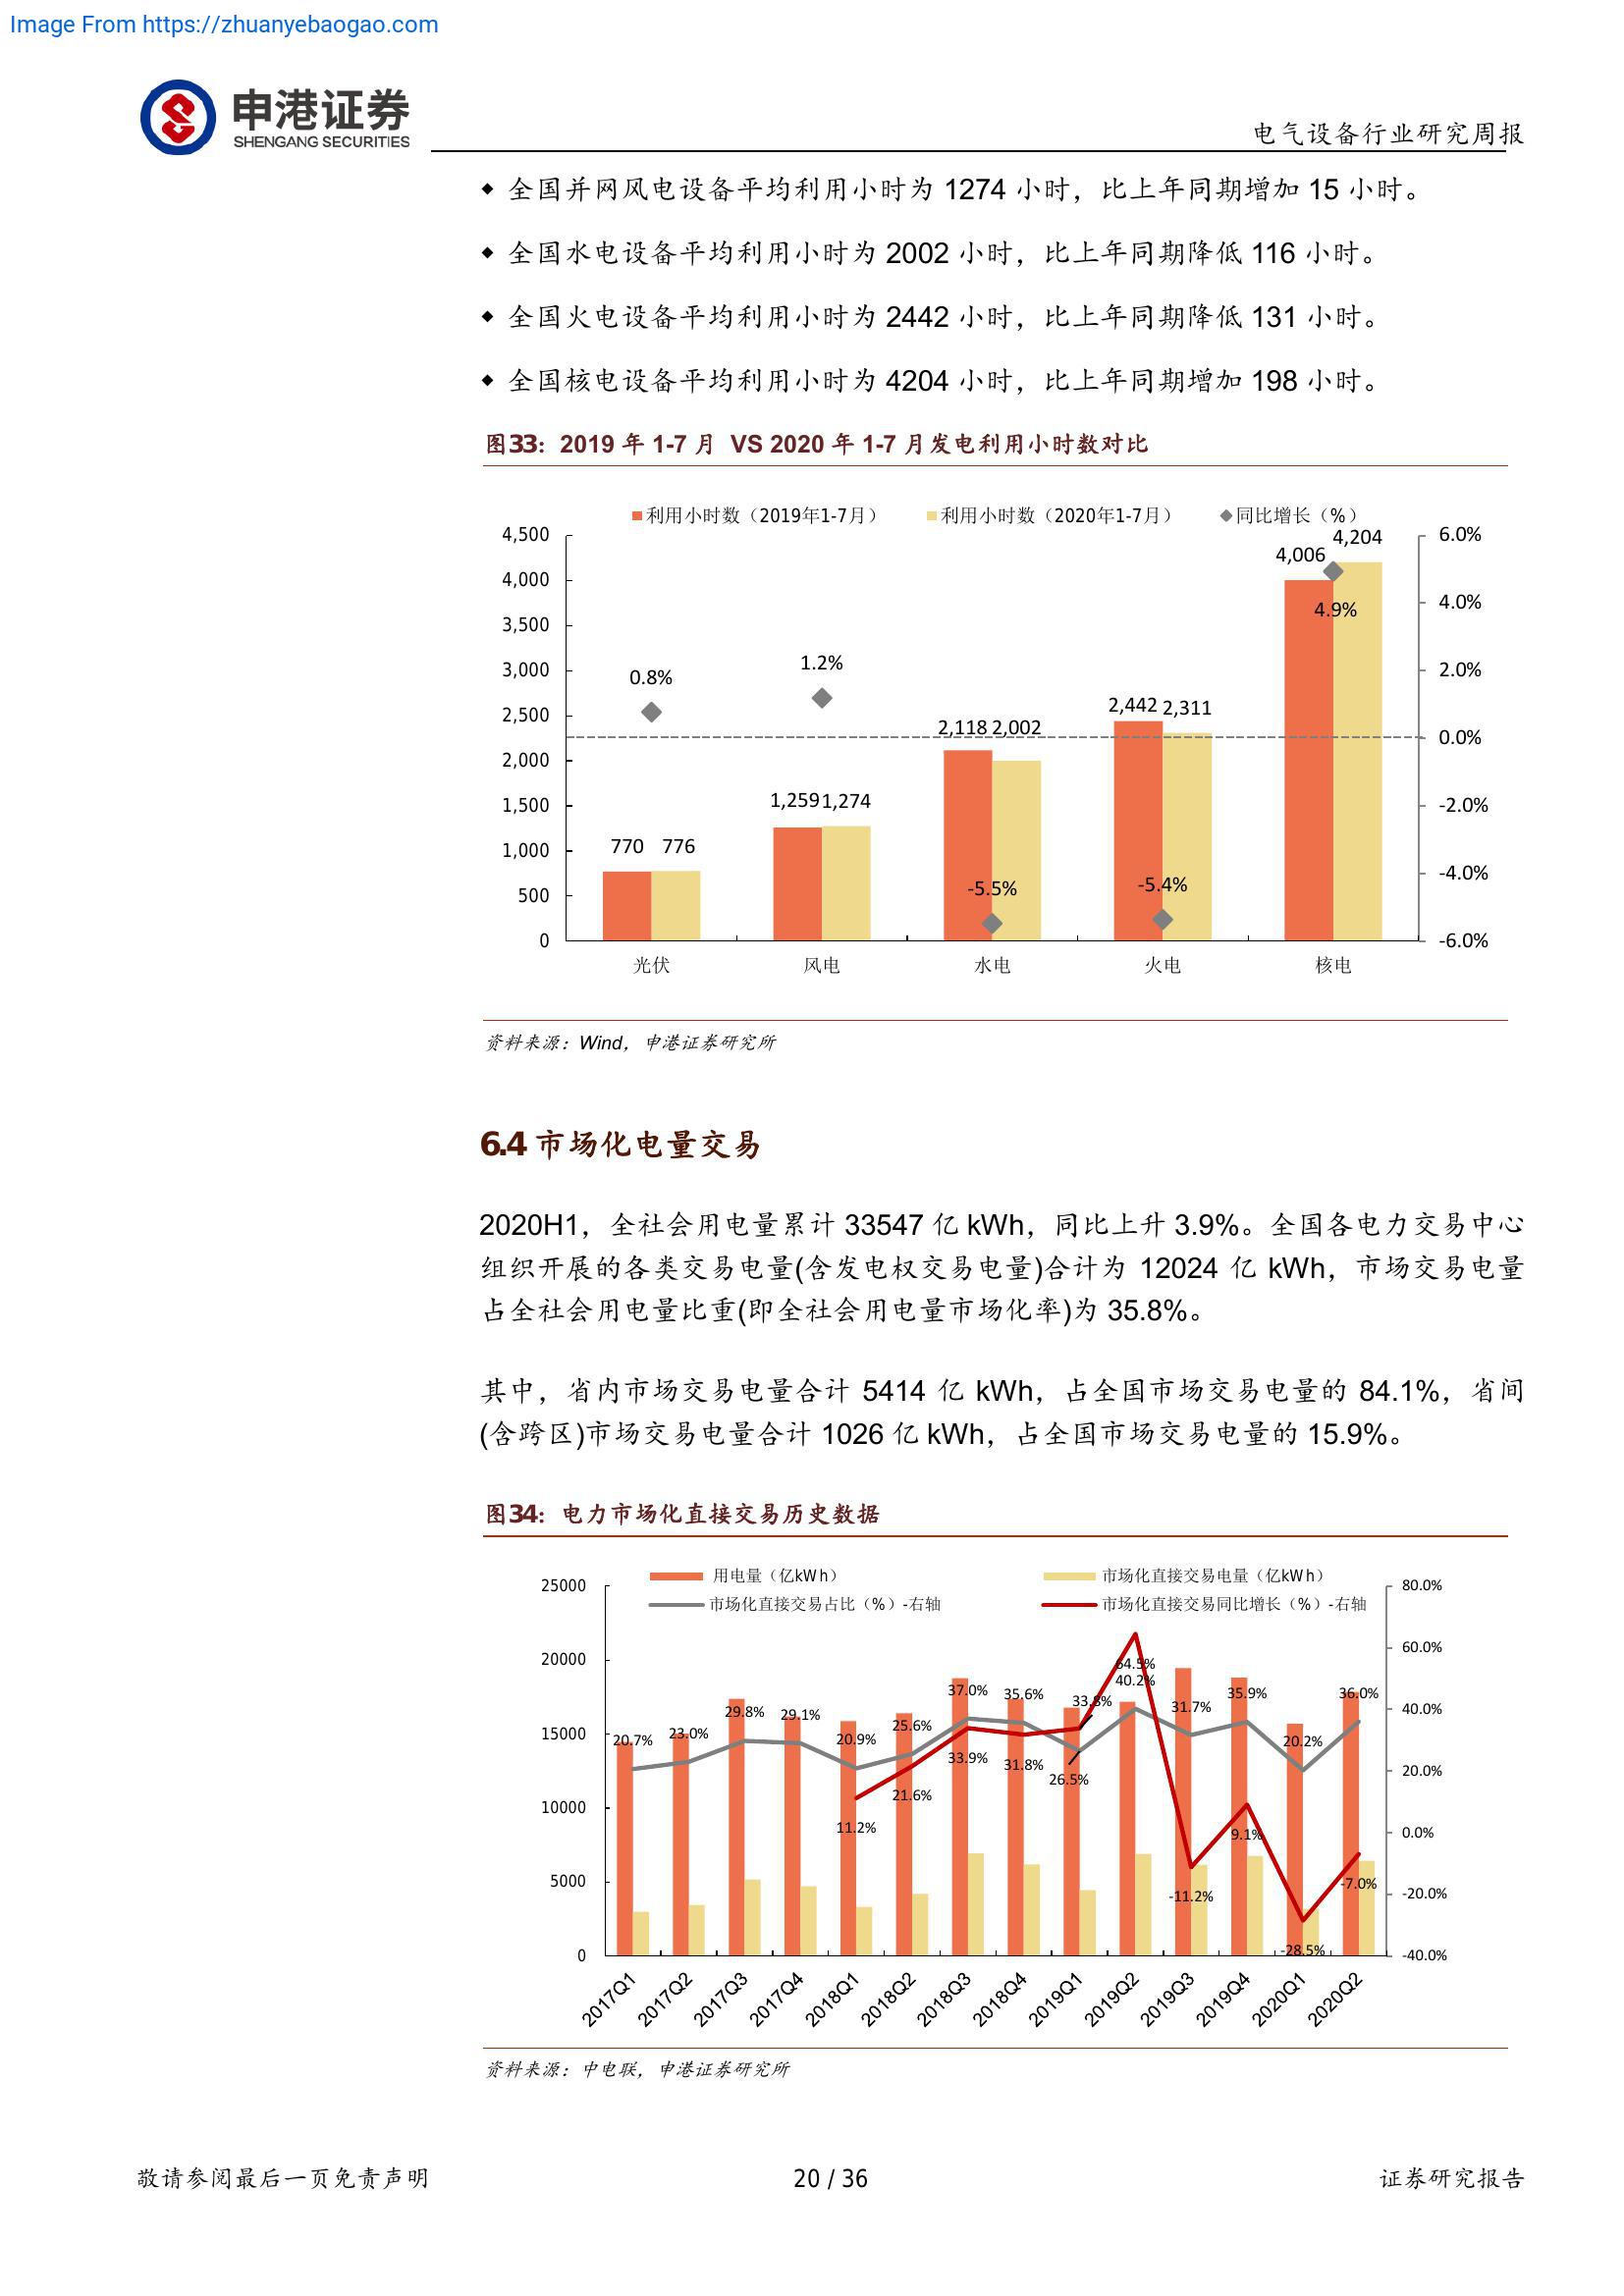 Image From https://zhuanyebaogao.com
申港证券
SHENGANG SECURITIES
电气设备行业研究周报
◆ 全国并网风电设备平均利用小时为 1274 小时，比上年同期增加 15 小时。
◆ 全国水电设备平均利用小时为 2002 小时，比上年同期降低 116 小时。
◆ 全国火电设备平均利用小时为 2442 小时，比上年同期降低 131 小时。
◆ 全国核电设备平均利用小时为 4204 小时，比上年同期增加 198 小时。
图33：2019 年 1-7 月 VS 2020 年 1-7 月发电利用小时数对比
利用小时数（2019年1-7月） 利用小时数（2020年1-7月） 同比增长（%）
4,500
4,000
3,500
3,000
2,500
2,000
1,500
1,000
500
0
770 776
0.8%
1,259 1,274
1.2%
2,118 2,002
-5.5%
2,442 2,311
-5.4%
4,006 4,204
4.9%
6.0%
4.0%
2.0%
0.0%
-2.0%
-4.0%
-6.0%
光伏 风电 水电 火电 核电
资料来源：Wind，申港证券研究所
6.4 市场化电量交易
2020H1，全社会用电量累计 33547 亿 kWh，同比上升 3.9%。全国各电力交易中心
组织开展的各类交易电量(含发电权交易电量)合计为 12024 亿 kWh，市场交易电量
占全社会用电量比重(即全社会用电量市场化率)为 35.8%。
其中，省内市场交易电量合计 5414 亿 kWh，占全国市场交易电量的 84.1%，省间
(含跨区)市场交易电量合计 1026 亿 kWh，占全国市场交易电量的 15.9%。
图34：电力市场化直接交易历史数据
用电量（亿kWh） 市场化直接交易电量（亿kWh）
市场化直接交易占比（%）-右轴 市场化直接交易同比增长（%）-右轴
25000
20000
15000
10000
5000
0
20.7% 23.0% 29.8% 29.1% 20.9% 25.6% 37.0% 35.6% 26.5% 40.2% 31.7% 35.9% 20.2% 36.0%
11.2% 21.6% 33.9% 31.8% 33.8% 64.5% -11.2% 9.1% -28.5% -7.0%
80.0%
60.0%
40.0%
20.0%
0.0%
-20.0%
-40.0%
2017Q1 2017Q2 2017Q3 2017Q4 2018Q1 2018Q2 2018Q3 2018Q4 2019Q1 2019Q2 2019Q3 2019Q4 2020Q1 2020Q2
资料来源：中电联，申港证券研究所
敬请参阅最后一页免责声明
20 / 36
证券研究报告